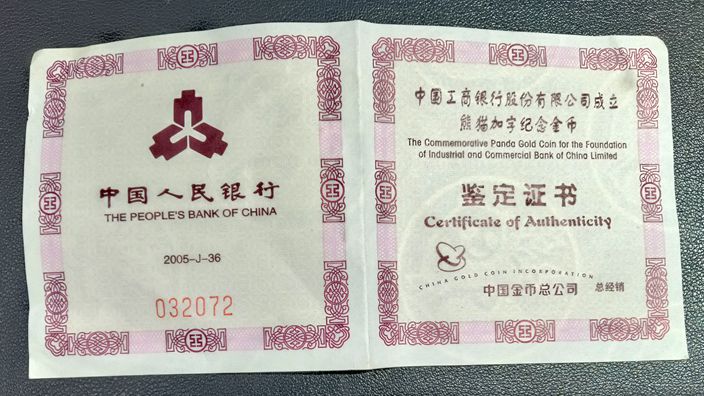 中国人民银行
THE PEOPLE'S BANK OF CHINA
2005-J-36
032072
中国工商银行股份有限公司成立
熊猫加字纪念金币
The Commemorative Panda Gold Coin for the Foundation
of Industrial and Commercial Bank of China Limited
鉴定证书
Certificate of Authenticity
CHINA GOLD COIN INCORPORATION
中国金币总公司 总经销